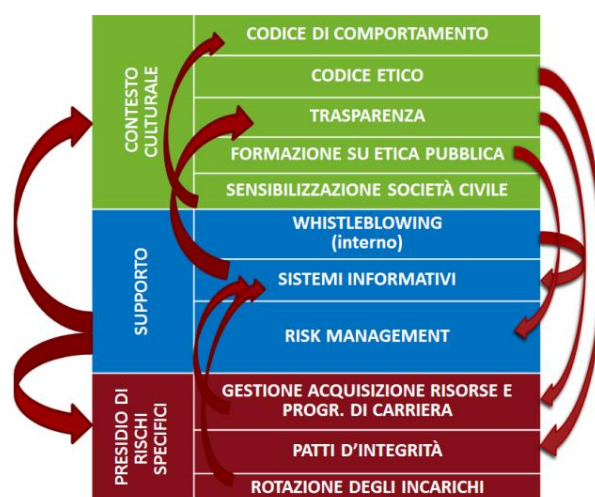 CONTESTO
CULTURALE
CODICE DI COMPORTAMENTO
CODICE ETICO
TRASPARENZA
FORMAZIONE SU ETICA PUBBLICA
SENSIBILIZZAZIONE SOCIETÀ CIVILE
SUPPORTO
WHISTLEBLOWING
(interno)
SISTEMI INFORMATIVI
RISK MANAGEMENT
PRESIDIO DI
RISCHI
SPECIFICI
GESTIONE ACQUISIZIONE RISORSE E
PROGR. DI CARRIERA
PATTI D'INTEGRITÀ
ROTAZIONE DEGLI INCARICHI